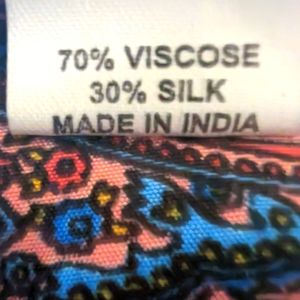 70% VISCOSE
30% SILK
MADE IN INDIA